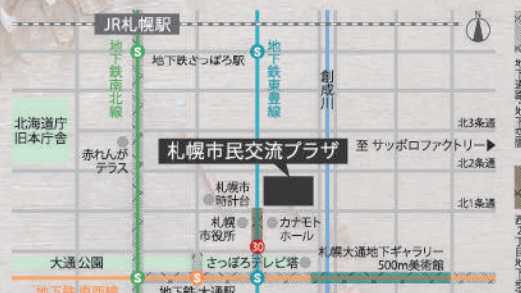 JR札幌駅
N
S
地下鉄さっぽろ駅
S
地下鉄南北線
地下鉄東豊線
創成川
北海道庁
旧本庁舎
赤れんが
テラス
札幌市民交流プラザ
北3条通
至 サッポロファクトリー▶
北2条通
札幌市
時計台
北1条通
札幌
市役所
カナモト
ホール
30
大通公園
さっぽろテレビ塔
札幌大通地下ギャラリー
500m美術館
S
S
S
地下鉄 東西線
地下鉄 大通駅